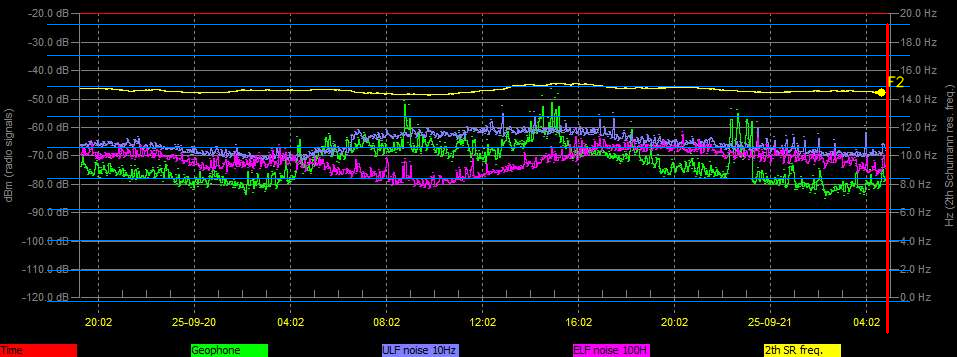 -20.0 dB
-30.0 dB
-40.0 dB
-50.0 dB
-60.0 dB
-70.0 dB
-80.0 dB
-90.0 dB
-100.0 dB
-110.0 dB
-120.0 dB
dBm (radio signals)
20.0 Hz
18.0 Hz
16.0 Hz
14.0 Hz
12.0 Hz
10.0 Hz
8.0 Hz
6.0 Hz
4.0 Hz
2.0 Hz
0.0 Hz
Hz (2th Schumann res. freq.)
F2
20:02 25-09-20 04:02 08:02 12:02 16:02 20:02 25-09-21 04:02
Time Geophone ULF noise 10Hz ELF noise 100H 2th SR freq.